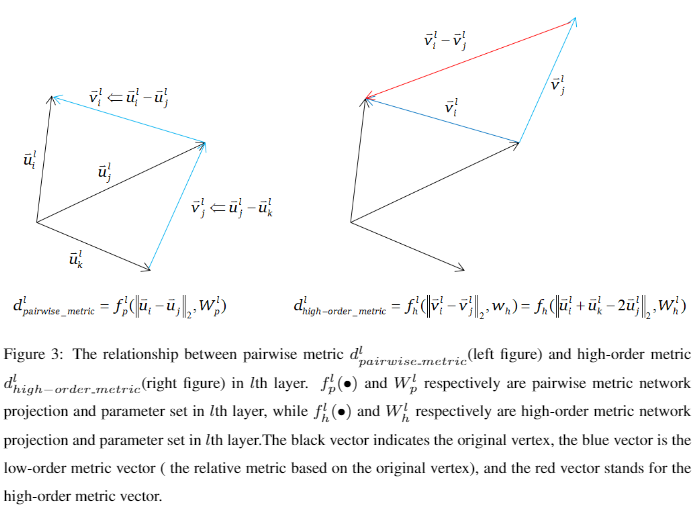 $\vec{v}_i^l - \vec{v}_j^l$
$\vec{v}_i^l \Leftarrow \vec{u}_i^l - \vec{u}_j^l$
$\vec{v}_i^l$
$\vec{v}_j^l$
$\vec{u}_i^l$
$\vec{u}_j^l$
$\vec{v}_j^l \Leftarrow \vec{u}_j^l - \vec{u}_k^l$
$\vec{u}_k^l$
$d^l_{pairwise\_metric} = f_p^l(\left\|\vec{u}_i - \vec{u}_j\right\|_2, W_p^l)$
$d^l_{high-order\_metric} = f_h^l(\left\|\vec{v}_i^l - \vec{v}_j^l\right\|_2, w_h) = f_h(\left\|\vec{u}_i^l + \vec{u}_k^l - 2\vec{u}_j^l\right\|_2, W_h^l)$
Figure 3: The relationship between pairwise metric $d^l_{pairwise\_metric}$(left figure) and high-order metric
$d^l_{high-order\_metric}$(right figure) in $l$th layer. $f_p^l(\bullet)$ and $W_p^l$ respectively are pairwise metric network
projection and parameter set in $l$th layer, while $f_h^l(\bullet)$ and $W_h^l$ respectively are high-order metric network
projection and parameter set in $l$th layer.The black vector indicates the original vertex, the blue vector is the
low-order metric vector ( the relative metric based on the original vertex), and the red vector stands for the
high-order metric vector.